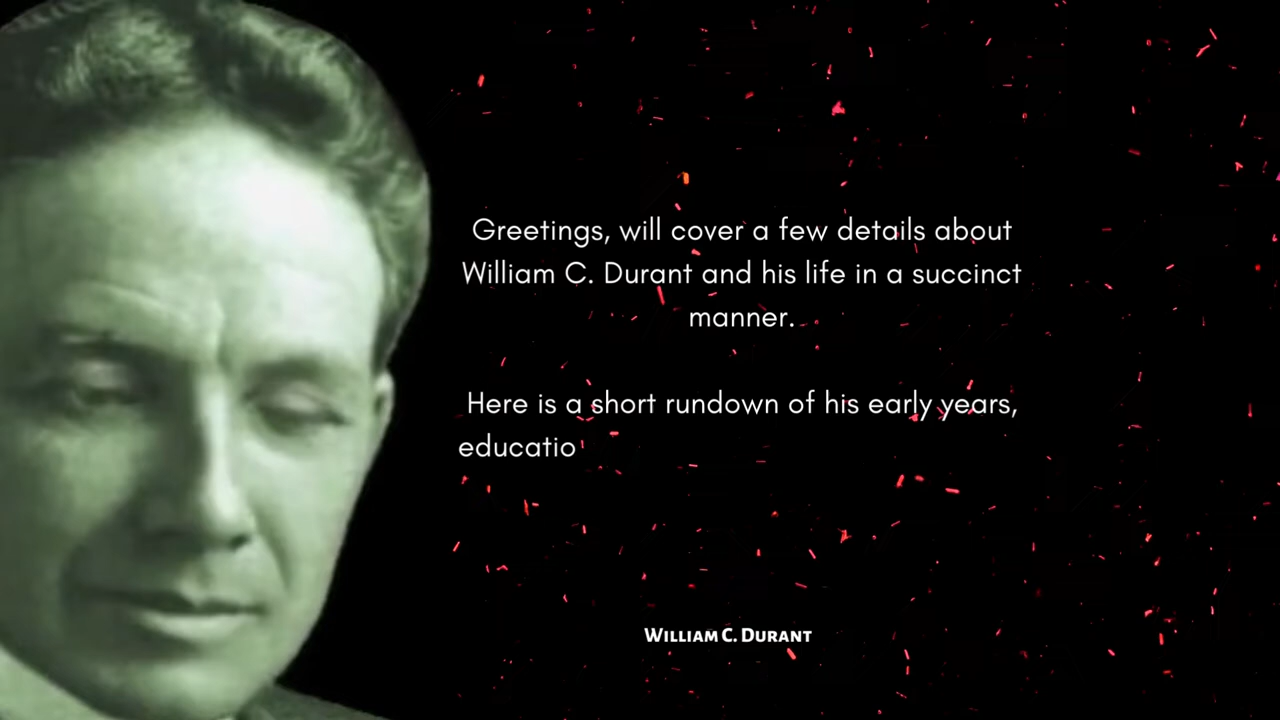 Greetings, will cover a few details about
William C. Durant and his life in a succinct
manner.
Here is a short rundown of his early years,
educatio
William C. Durant